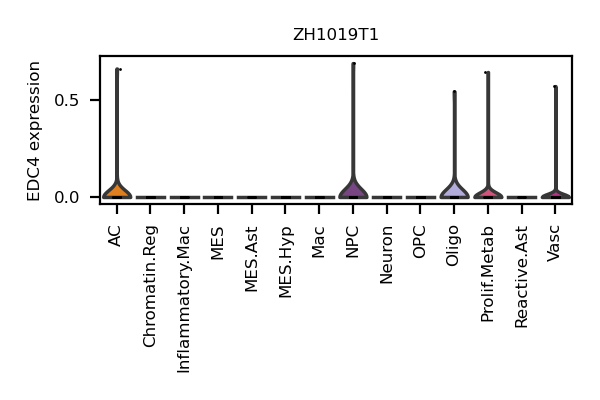 ZH1019T1
EDC4 expression
0.5
0.0
AC
Chromatin.Reg
Inflammatory.Mac
MES
MES.Ast
MES.Hyp
Mac
NPC
Neuron
OPC
Oligo
Prolif.Metab
Reactive.Ast
Vasc